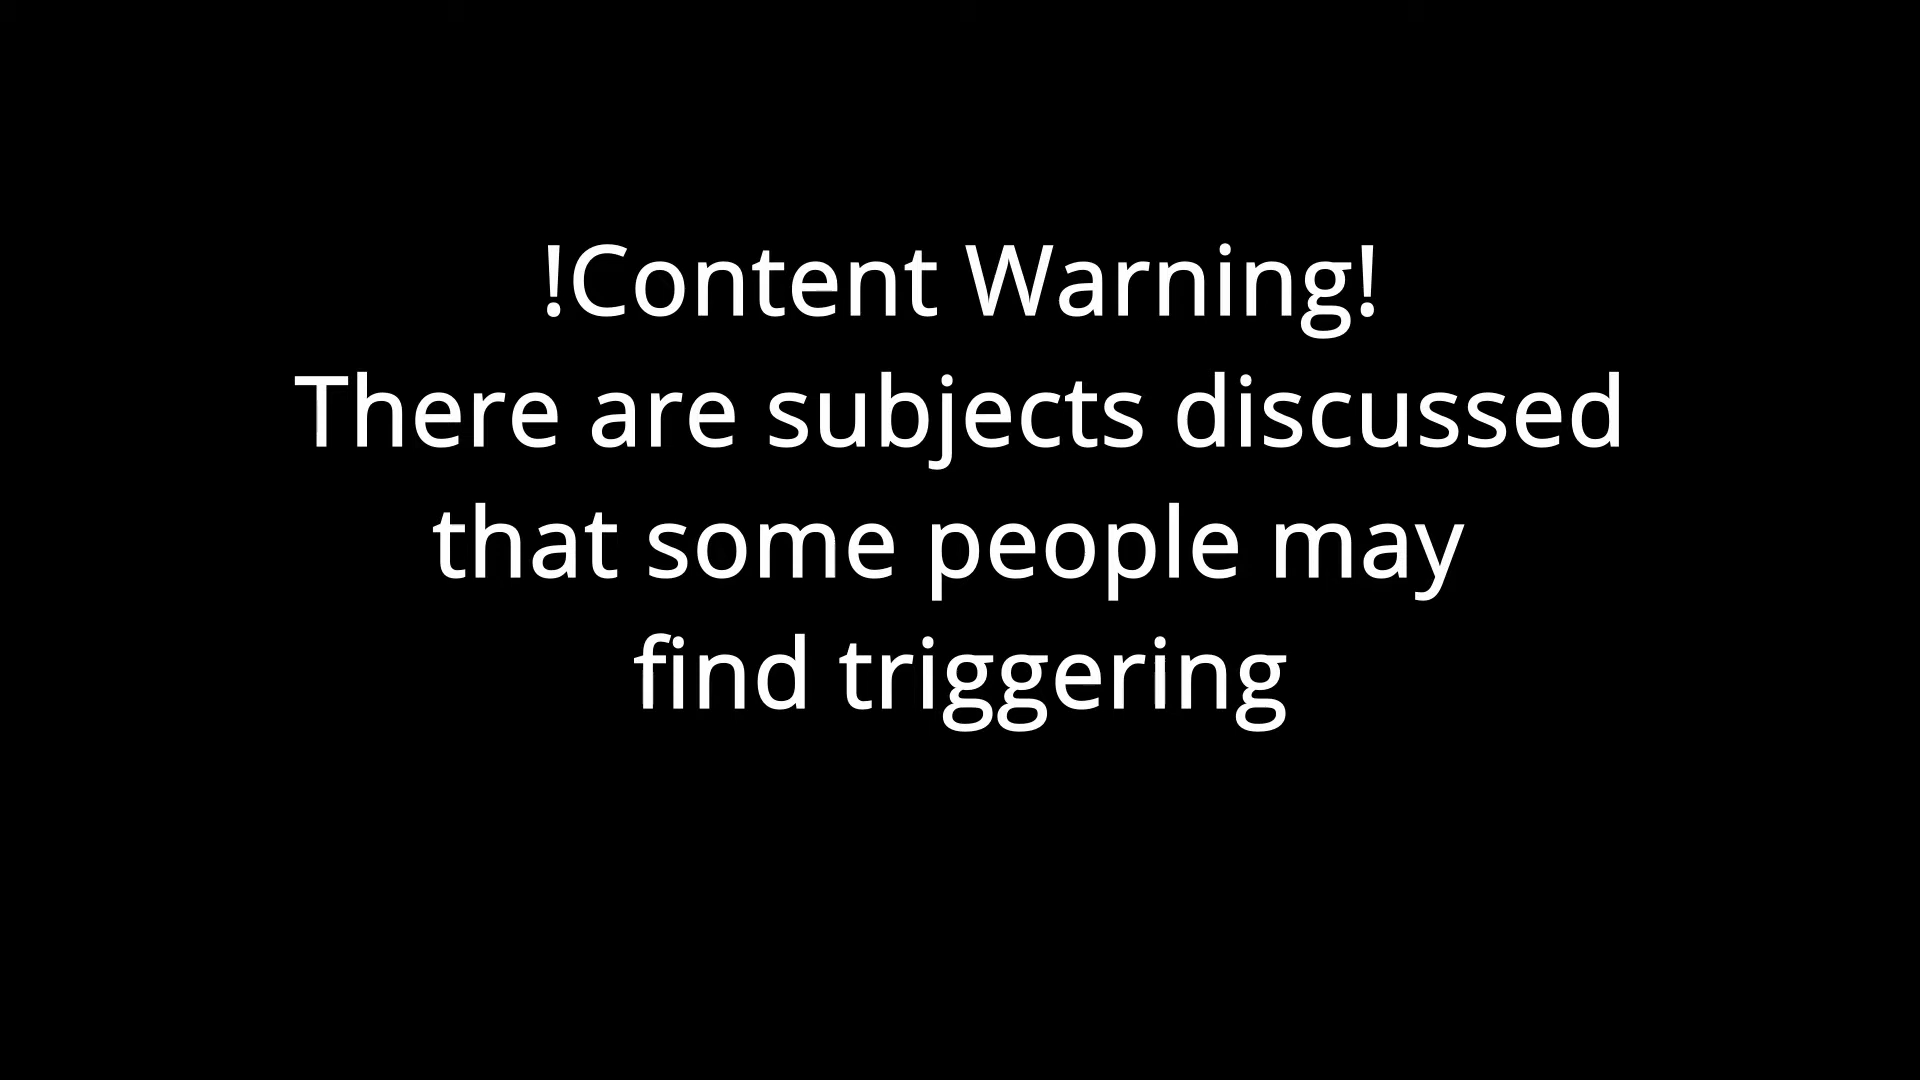 !Content Warning!
There are subjects discussed
that some people may
find triggering